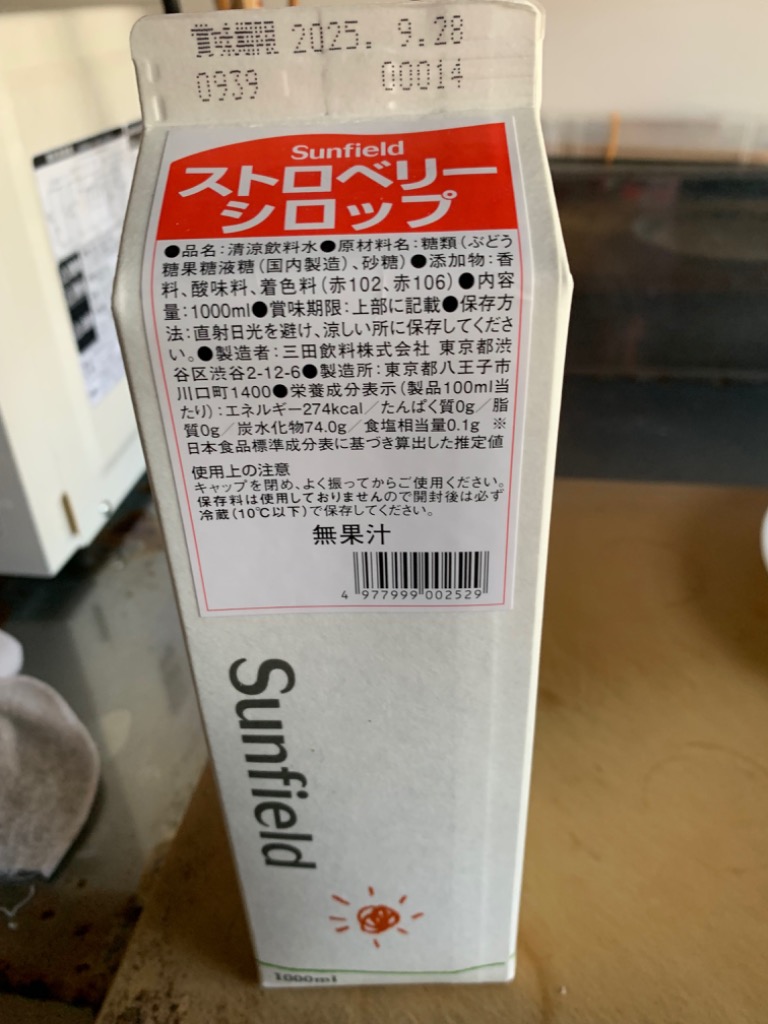 賞味期限 2025. 9.28
0939 00014
Sunfield
ストロベリー
シロップ
●品名:清涼飲料水●原材料名:糖類(ぶどう
糖果糖液糖(国内製造)、砂糖)●添加物:香
料、酸味料、着色料(赤102、赤106)●内容
量:1000ml●賞味期限:上部に記載●保存方
法:直射日光を避け、涼しい所に保存してくださ
い。●製造者:三田飲料株式会社 東京都渋
谷区渋谷2-12-6●製造所:東京都八王子市
川口町1400●栄養成分表示(製品100ml当
たり):エネルギー274kcal/たんぱく質0g/脂
質0g/炭水化物74.0g/食塩相当量0.1g ※
日本食品標準成分表に基づき算出した推定値
使用上の注意
キャップを閉め、よく振ってからご使用ください。
保存料は使用しておりませんので開封後は必ず
冷蔵(10℃以下)で保存してください。
無果汁
4 977999 002529
Sunfield
1000ml